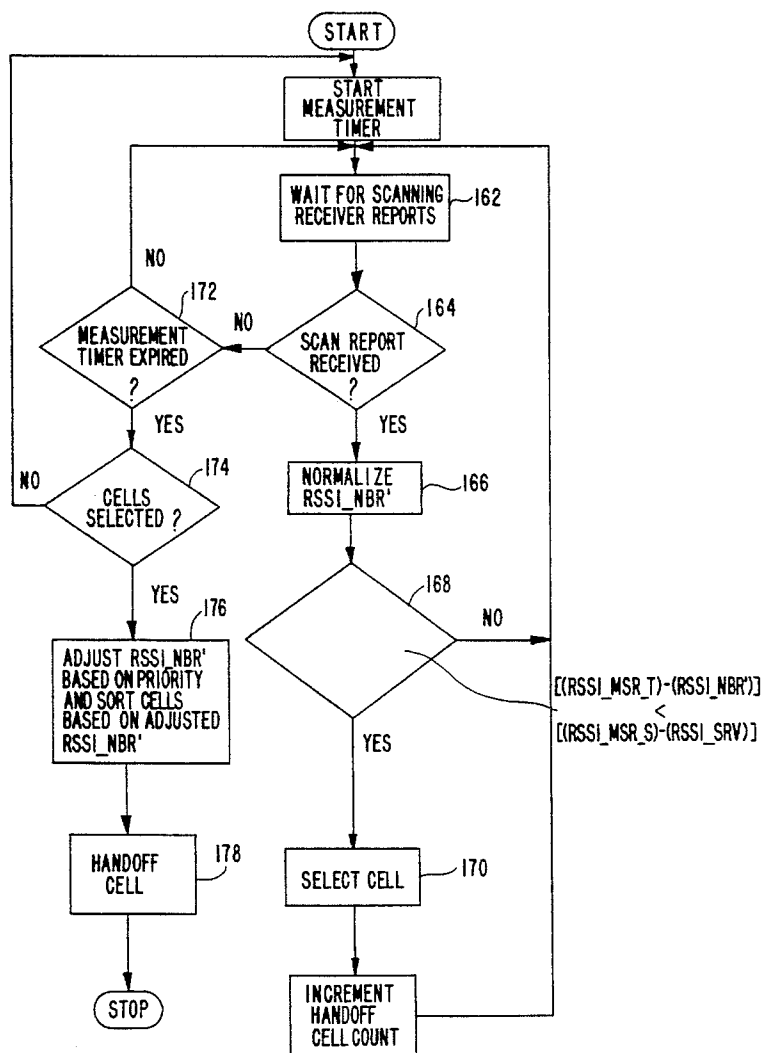 START
START
MEASUREMENT
TIMER
WAIT FOR SCANNING
RECEIVER REPORTS
162
NO
172
164
MEASUREMENT
TIMER EXPIRED
?
NO
SCAN REPORT
RECEIVED
?
YES
YES
NO
174
CELLS
SELECTED ?
NORMALIZE
RSSI_NBR'
166
YES
168
NO
176
ADJUST RSSI_NBR'
BASED ON PRIORITY
AND SORT CELLS
BASED ON ADJUSTED
RSSI_NBR'
[(RSSI_MSR_T)-(RSSI_NBR')]
<
[(RSSI_MSR_S)-(RSSI_SRV)]
YES
HANDOFF
CELL
178
SELECT CELL
170
STOP
INCREMENT
HANDOFF
CELL COUNT